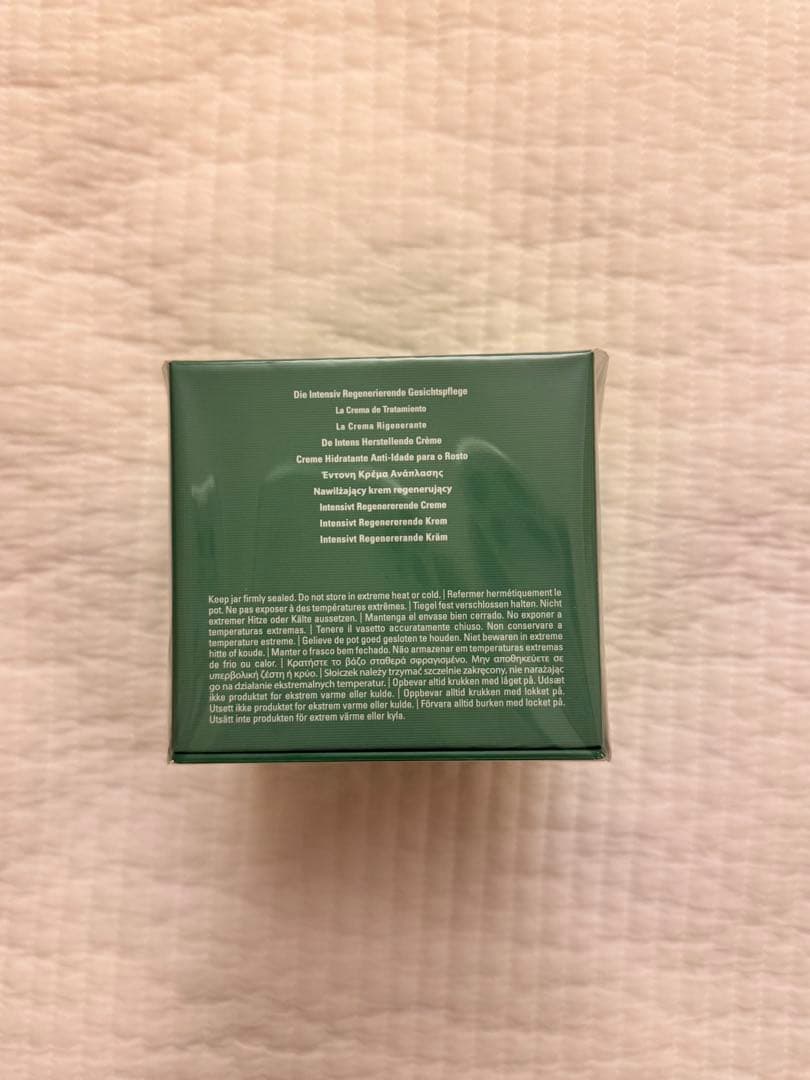 Die Intensiv Regenerierende Gesichtspflege
La Crema de Tratamiento
La Crema Rigenerante
De Intens Herstellende Crème
Creme Hidratante Anti-Idade para o Rosto
Έντονη Κρέμα Ανάπλασης
Nawilżający krem regenerujący
Intensivt Regenererende Creme
Intensivt Regenererende Krem
Intensivt Regenererande Kräm
Keep jar firmly sealed. Do not store in extreme heat or cold. | Refermer hermétiquement le
pot. Ne pas exposer à des températures extrêmes. | Tiegel fest verschlossen halten. Nicht
extremer Hitze oder Kälte aussetzen. | Mantenga el envase bien cerrado. No exponer a
temperaturas extremas. | Tenere il vasetto accuratamente chiuso. Non conservare a
temperature estreme. | Gelieve de pot goed gesloten te houden. Niet bewaren in extreme
hitte of koude. | Manter o frasco bem fechado. Não armazenar em temperaturas extremas
de frio ou calor. | Κρατήστε το βάζο σταθερά σφραγισμένο. Μην αποθηκεύετε σε
υπερβολική ζέστη ή κρύο. | Słoiczek należy trzymać szczelnie zakręcony, nie narażając
go na działanie ekstremalnych temperatur. | Opbevar altid krukken med låget på. Udsæt
ikke produktet for ekstrem varme eller kulde. | Oppbevar alltid krukken med lokket på.
Utsett ikke produktet for ekstrem varme eller kulde. | Förvara alltid burken med locket på.
Utsätt inte produkten för extrem värme eller kyla.